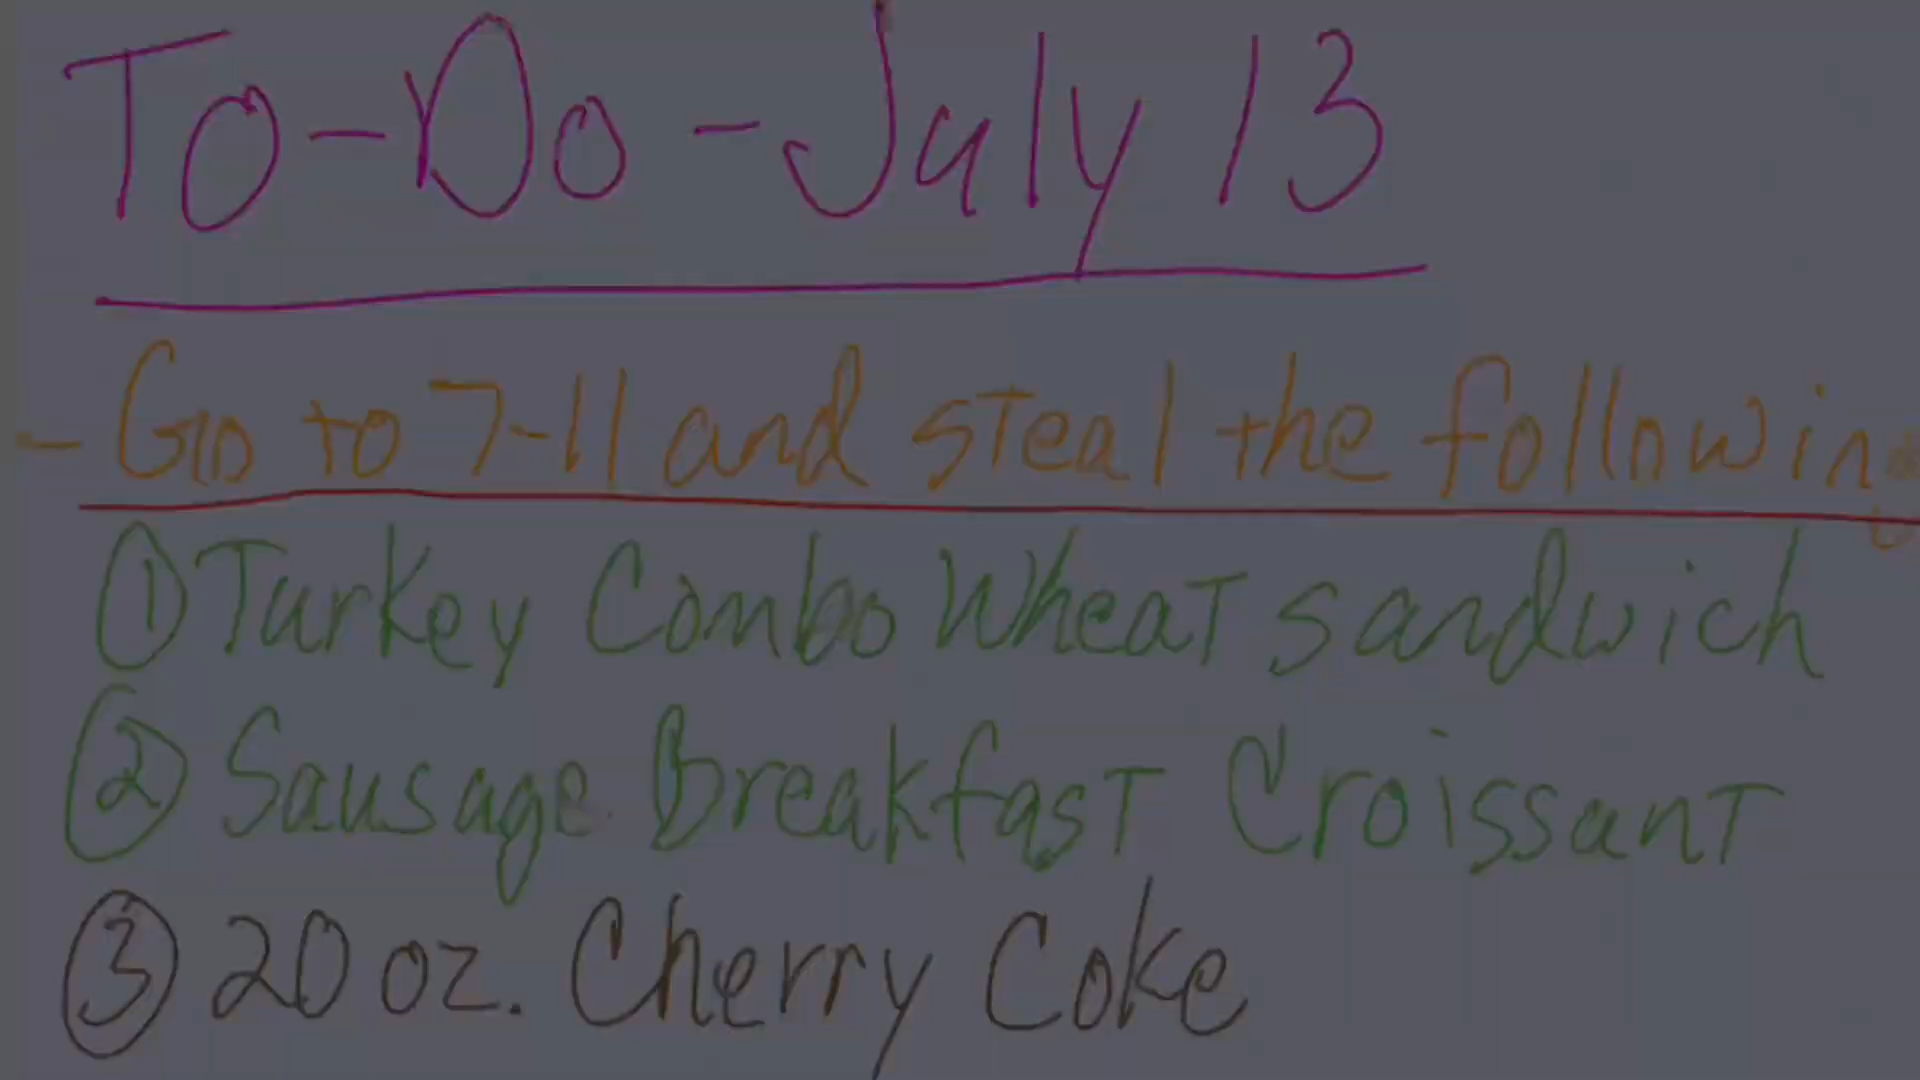 To-Do-July 13
- Go to 7-11 and steal the following
① Turkey Combo Wheat sandwich
② Sausage Breakfast Croissant
③ 20 oz. Cherry Coke